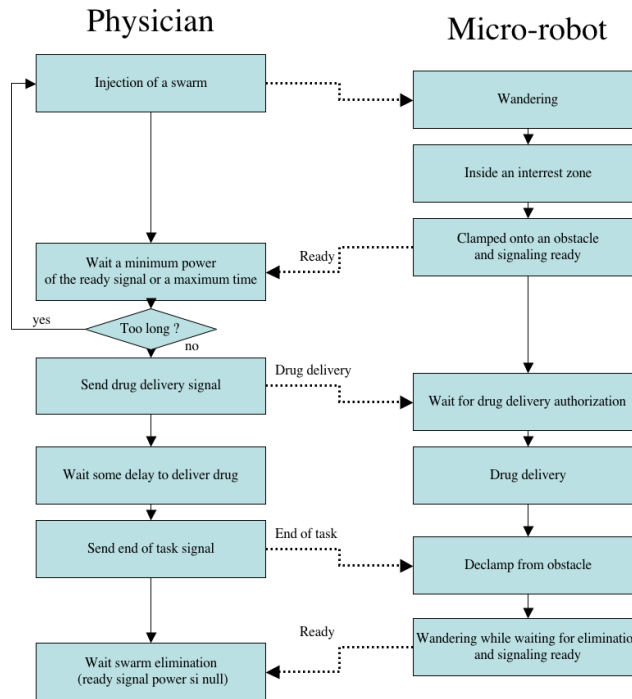 Physician
Micro-robot
Injection of a swarm
Wandering
Inside an interrest zone
Clamped onto an obstacle
and signaling ready
Ready
Wait a minimum power
of the ready signal or a maximum time
yes
Too long ?
no
Send drug delivery signal
Drug delivery
Wait for drug delivery authorization
Wait some delay to deliver drug
Drug delivery
Send end of task signal
End of task
Declamp from obstacle
Ready
Wandering while waiting for elimination
and signaling ready
Wait swarm elimination
(ready signal power si null)